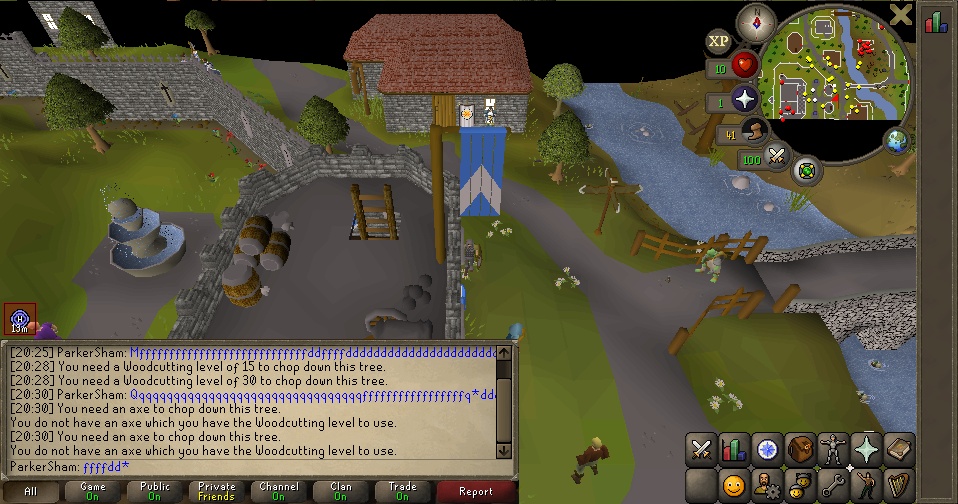 N
XP
10
1
41
100
13m
[20:25] ParkerSham:
[20:28] You need a Woodcutting level of 15 to chop down this tree.
[20:28] You need a Woodcutting level of 30 to chop down this tree.
[20:30] ParkerSham:
[20:30] You need an axe to chop down this tree.
You do not have an axe which you have the Woodcutting level to use.
[20:30] You need an axe to chop down this tree.
You do not have an axe which you have the Woodcutting level to use.
ParkerSham: ffffdd*
All
Game
On
Public
On
Private
Friends
Channel
On
Clan
On
Trade
On
Report